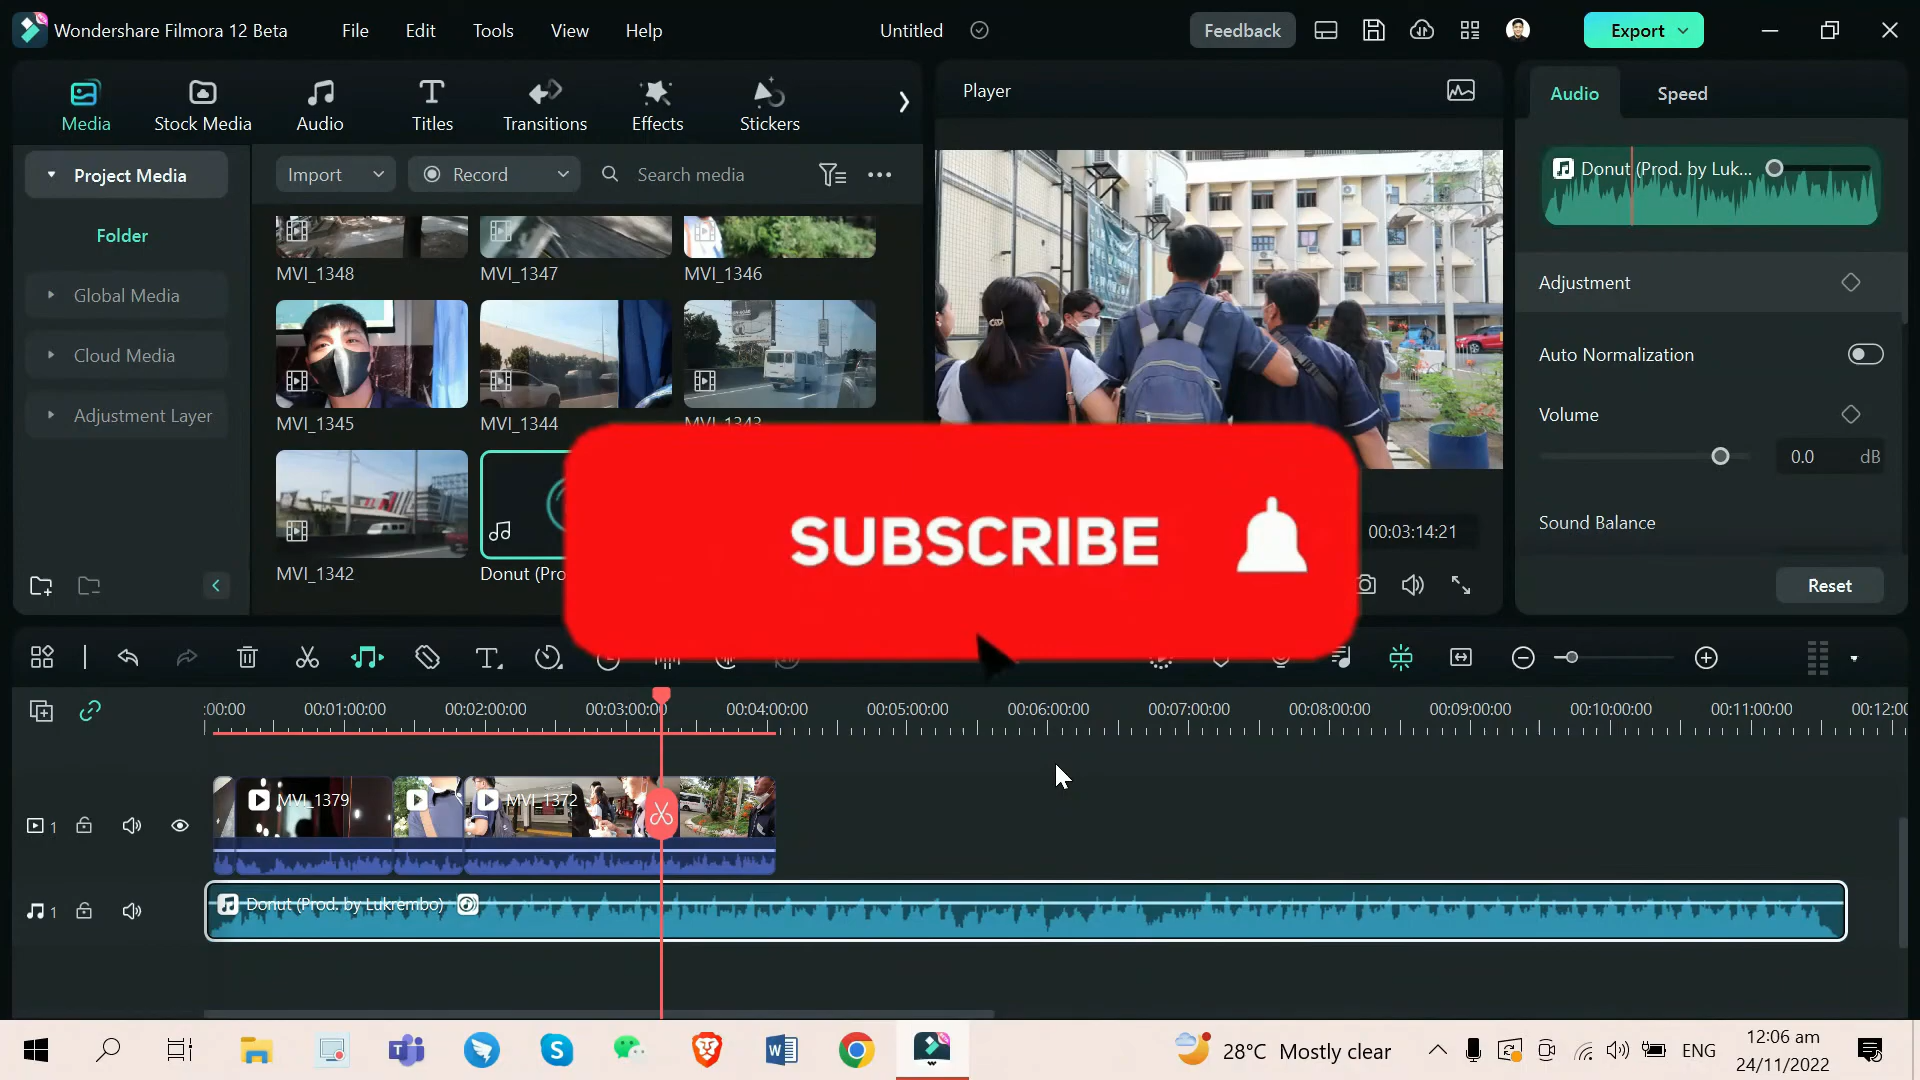 Wondershare Filmora 12 Beta
File
Edit
Tools
View
Help
Untitled
Feedback
Export
Media
Stock Media
Audio
Titles
Transitions
Effects
Stickers
Player
Audio
Speed
Project Media
Import
Record
Search media
Donut (Prod. by Luk...
Folder
MVI_1348
MVI_1347
MVI_1346
Adjustment
Global Media
Cloud Media
Auto Normalization
Adjustment Layer
MVI_1345
MVI_1344
MVI_1343
Volume
0.0 dB
SUBSCRIBE
00:03:14:21
Sound Balance
MVI_1342
Donut (Pro
Reset
:00:00
00:01:00:00
00:02:00:00
00:03:00:00
00:04:00:00
00:05:00:00
00:06:00:00
00:07:00:00
00:08:00:00
00:09:00:00
00:10:00:00
00:11:00:00
00:12:0
MVI_1379
MVI_1372
1
Donut (Prod. by Lukrembo)
1
28°C Mostly clear
ENG
12:06 am
24/11/2022